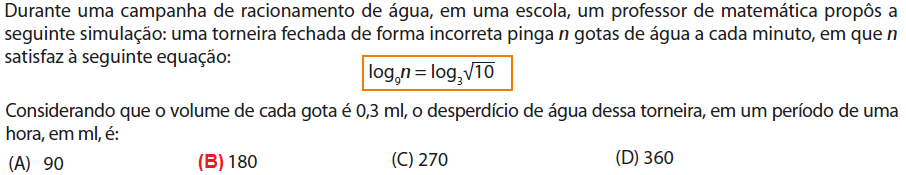 Durante uma campanha de racionamento de água, em uma escola, um professor de matemática propôs a
seguinte simulação: uma torneira fechada de forma incorreta pinga n gotas de água a cada minuto, em que n
satisfaz à seguinte equação:
log₉n = log₃√10
Considerando que o volume de cada gota é 0,3 ml, o desperdício de água dessa torneira, em um período de uma
hora, em ml, é:
(A) 90 (B) 180 (C) 270 (D) 360